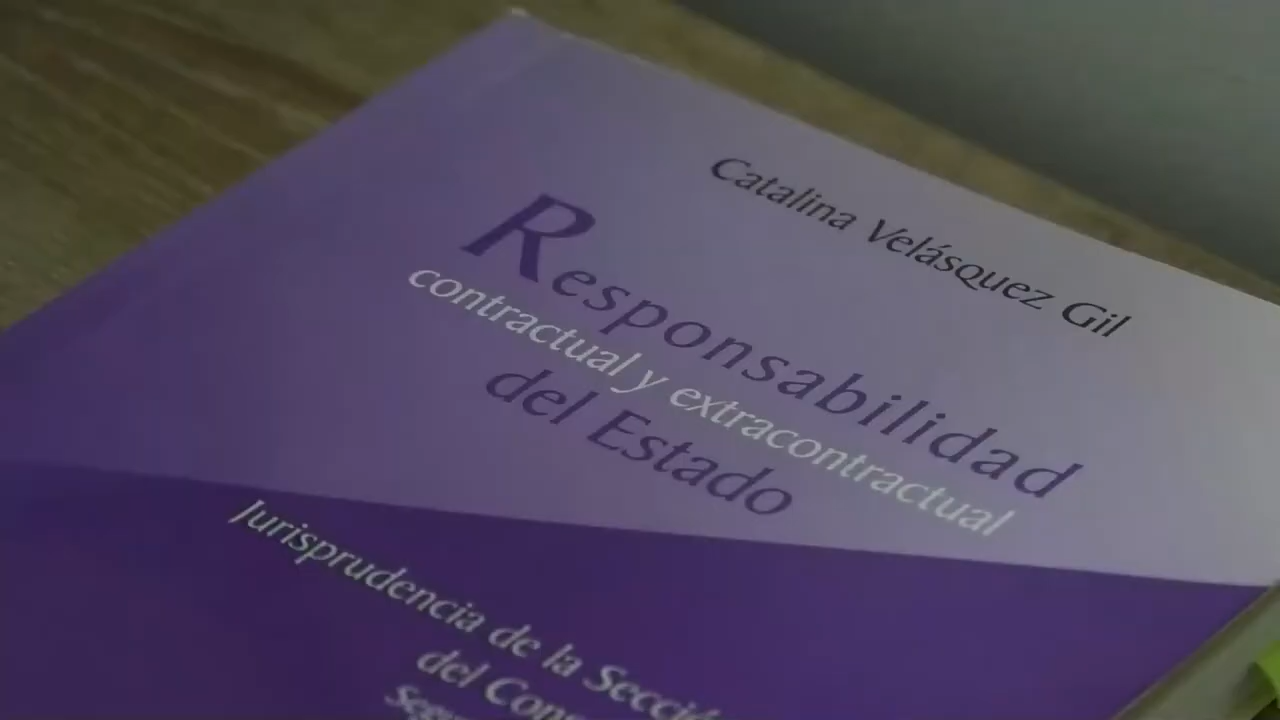 Catalina Velásquez Gil
Responsabilidad
contractual y extracontractual
del Estado
Jurisprudencia de la
del